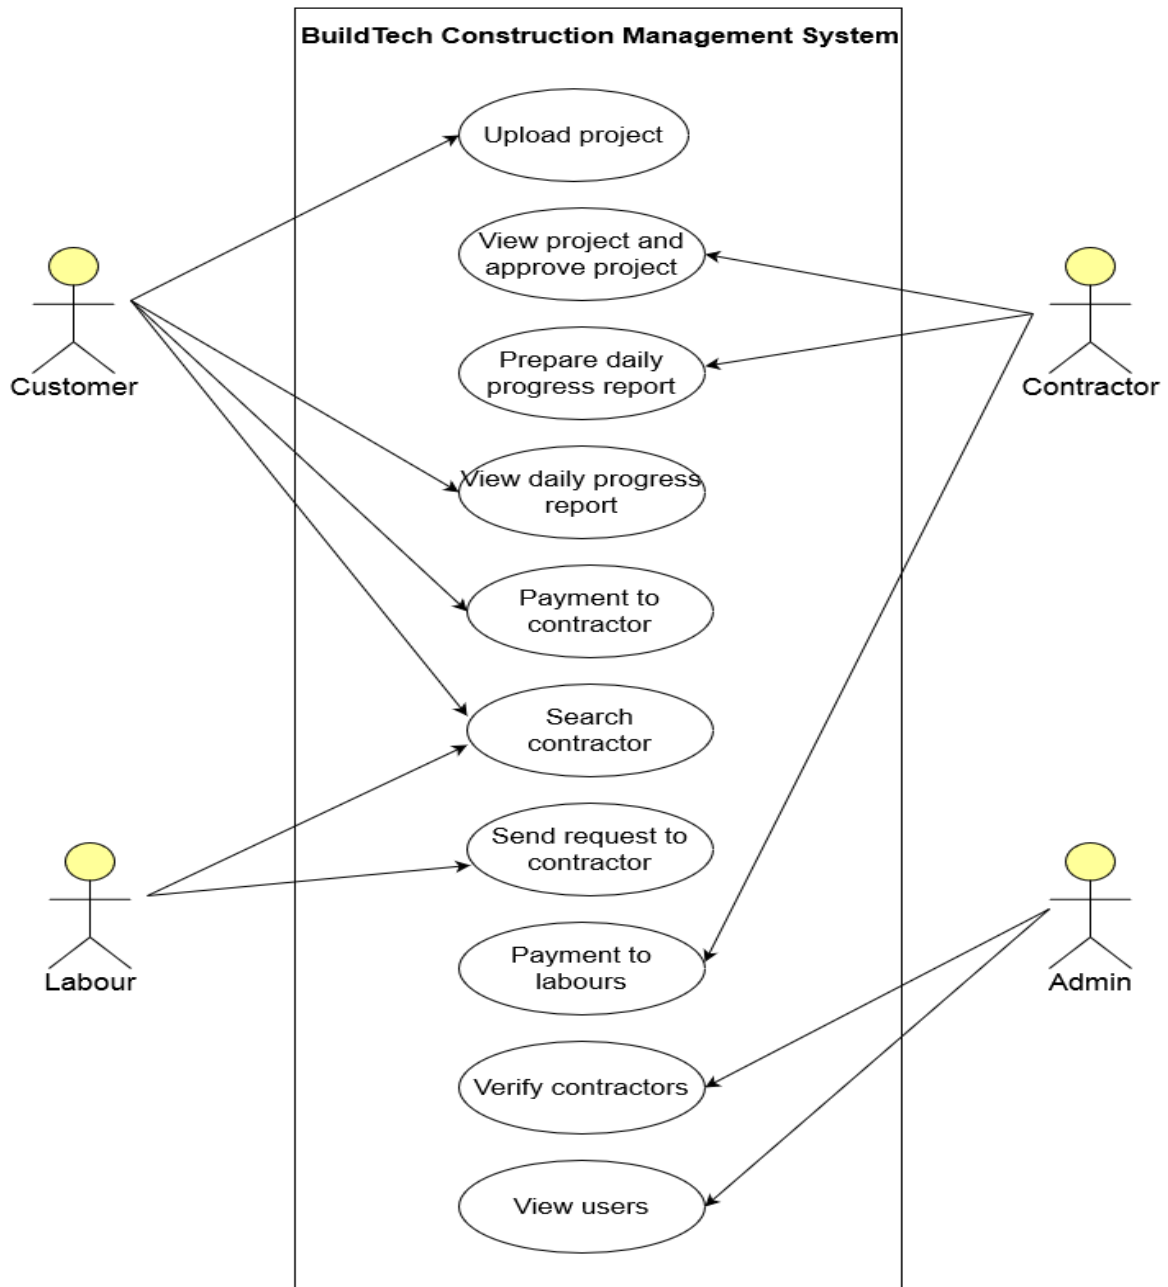 BuildTech Construction Management System
Upload project
View project and
approve project
Prepare daily
progress report
Customer
Contractor
View daily progress
report
Payment to
contractor
Search
contractor
Send request to
contractor
Payment to
labours
Labour
Admin
Verify contractors
View users